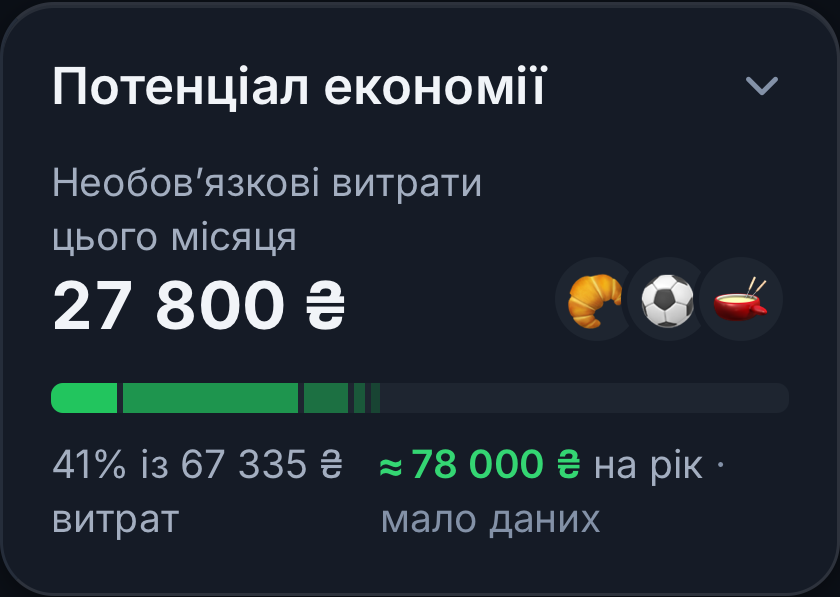 Потенціал економії
Необов’язкові витрати
цього місяця
27 800 ₴
41% із 67 335 ₴
витрат
≈ 78 000 ₴ на рік ·
мало даних